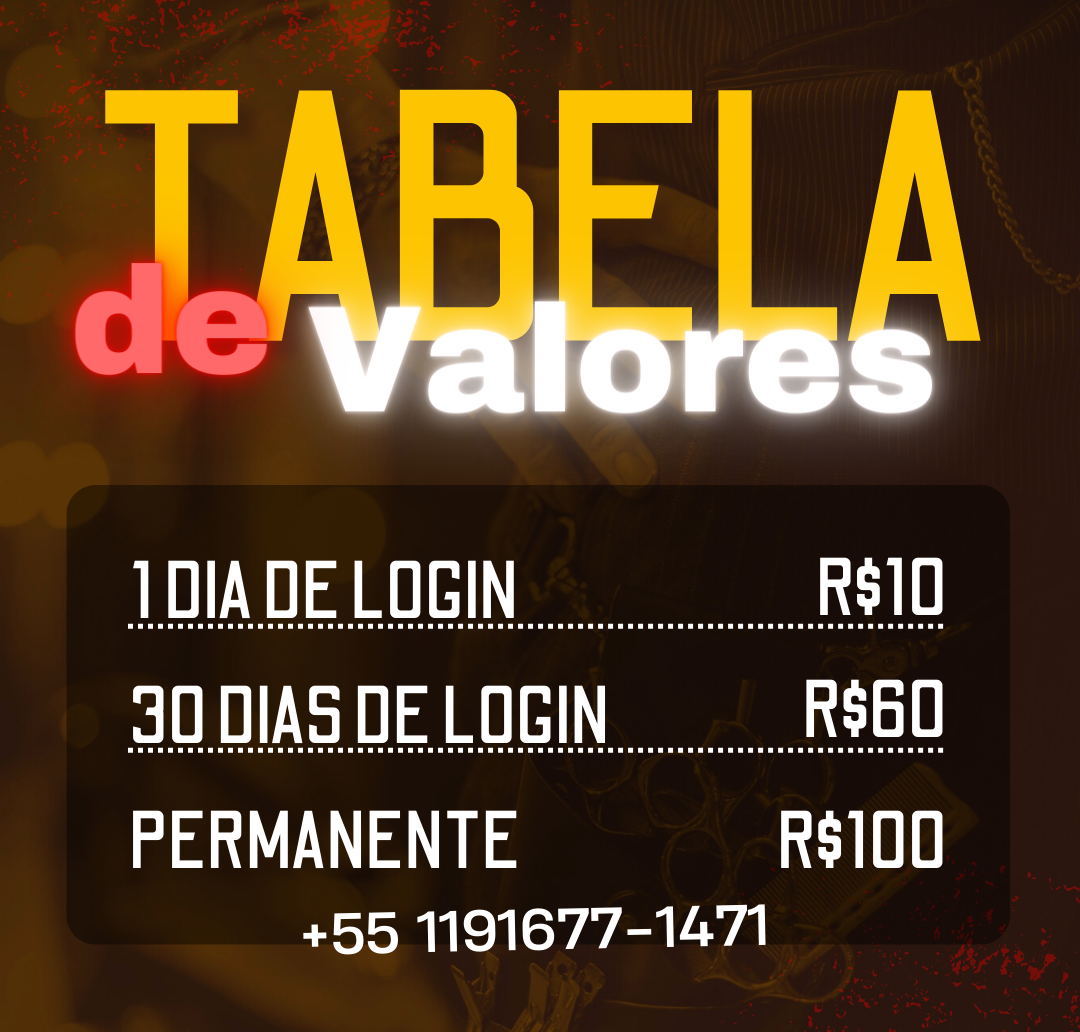 TABELA
de Valores
1 DIA DE LOGIN R$10
30 DIAS DE LOGIN R$60
PERMANENTE R$100
+55 1191677-1471